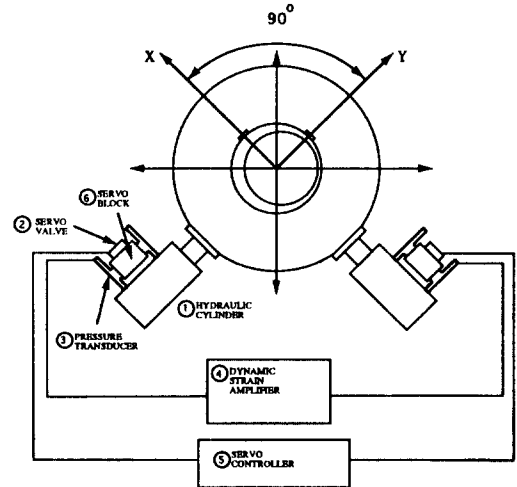 90°
X
Y
⑥ SERVO
BLOCK
② SERVO
VALVE
① HYDRAULIC
CYLINDER
③ PRESSURE
TRANSDUCER
④ DYNAMIC
STRAIN
AMPLIFIER
⑤ SERVO
CONTROLLER